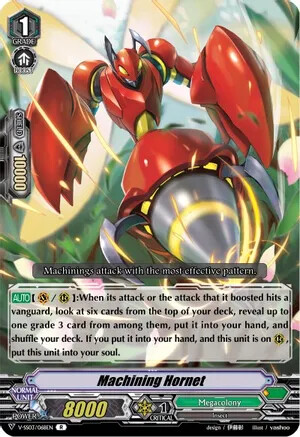 1
GRADE
BOOST
SHIELD
10000
Machinings attack with the most effective pattern.
AUTO [ / ]:When its attack or the attack that it boosted hits a
vanguard, look at six cards from the top of your deck, reveal up to
one grade 3 card from among them, put it into your hand, and
shuffle your deck. If you put it into your hand, and this unit is on ,
put this unit into your soul.
Machining Hornet
NORMAL
UNIT
Megacolony
Insect
V-SS07/068EN R
POWER 8000
1
CRITICAL
design / 伊藤彰 illust / vashoo